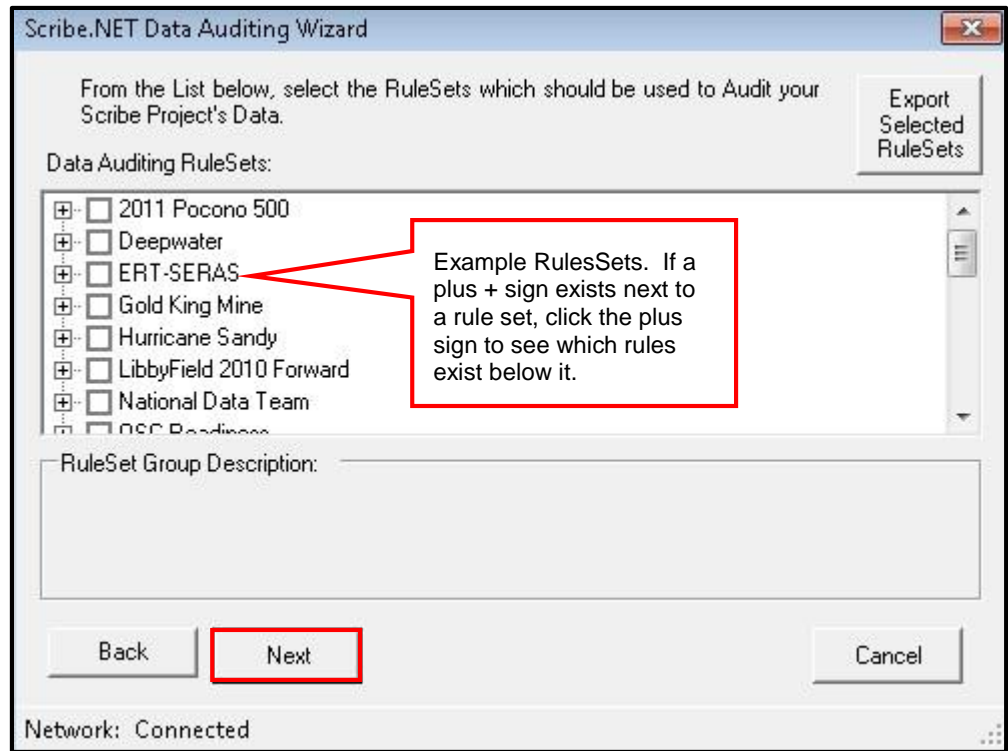 Scribe.NET Data Auditing Wizard
From the List below, select the RuleSets which should be used to Audit your
Scribe Project's Data.
Export
Selected
RuleSets
Data Auditing RuleSets:
2011 Pocono 500
Deepwater
ERT-SERAS
Gold King Mine
Hurricane Sandy
LibbyField 2010 Forward
National Data Team
OSC Readiness
Example RulesSets. If a
plus + sign exists next to
a rule set, click the plus
sign to see which rules
exist below it.
RuleSet Group Description:
Back
Next
Cancel
Network: Connected